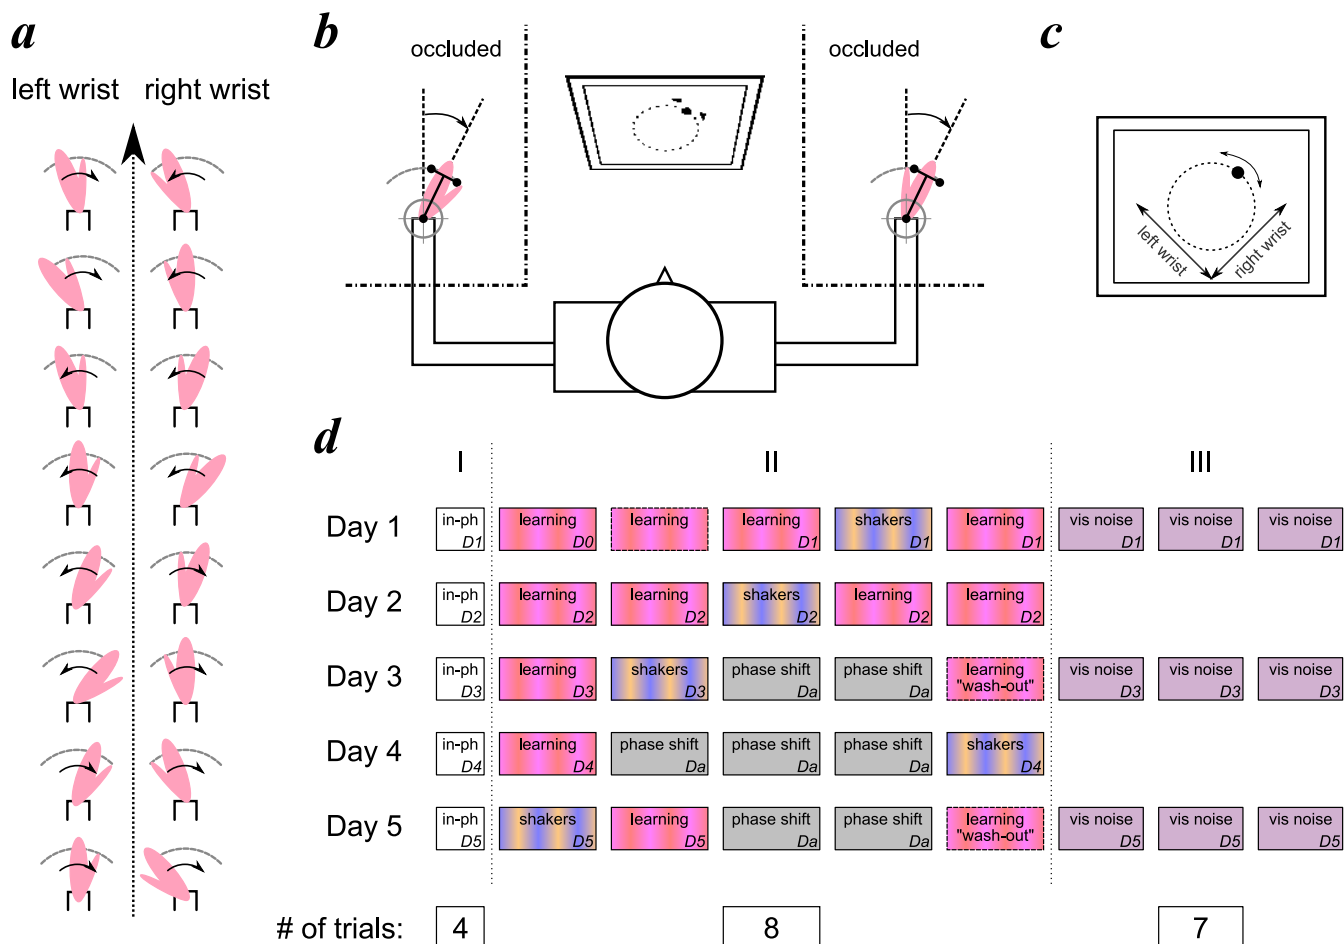 a
left wrist right wrist
b
occluded
occluded
c
left wrist
right wrist
d
I II III
Day 1
in-ph D1
learning D0
learning
learning D1
shakers D1
learning D1
vis noise D1
vis noise D1
vis noise D1
Day 2
in-ph D2
learning D2
learning D2
shakers D2
learning D2
learning D2
Day 3
in-ph D3
learning D3
shakers D3
phase shift Da
phase shift Da
learning "wash-out"
vis noise D3
vis noise D3
vis noise D3
Day 4
in-ph D4
learning D4
phase shift Da
phase shift Da
phase shift Da
shakers D4
Day 5
in-ph D5
shakers D5
learning D5
phase shift Da
phase shift Da
learning "wash-out"
vis noise D5
vis noise D5
vis noise D5
# of trials: 4 8 7